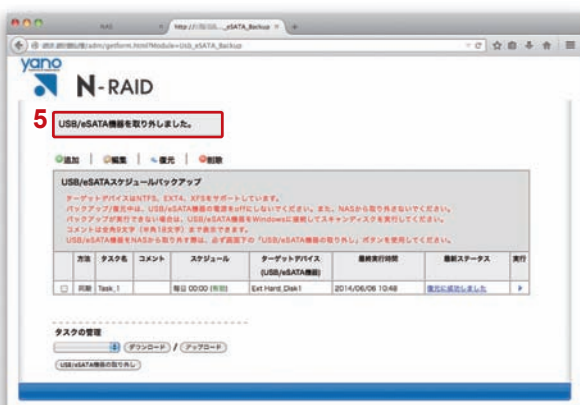 NAS
http://
_eSATA_Backup
/adm/getform.html?Module=Usb_eSATA_Backup
yano
N-RAID
5
USB/eSATA機器を取り外しました。
追加 | 編集 | 復元 | 削除
USB/eSATAスケジュールバックアップ
ターゲットデバイスはNTFS、EXT4、XFSをサポートしています。
バックアップ/復元中は、USB/eSATA機器の電源をoffにしないでください。また、NASから取り外さないでください。
バックアップが実行できない場合は、USB/eSATA機器をWindowsに接続してスキャンディスクを実行してください。
コメントは全角9文字（半角18文字）まで表示できます。
USB/eSATA機器をNASから取り外す際は、必ず画面下の「USB/eSATA機器の取り外し」ボタンを使用してください。
方法 タスク名 コメント スケジュール ターゲットデバイス (USB/eSATA機器) 最終実行時間 最新ステータス 実行
同期 Task_1 毎日 00:00 (有効) Ext Hard_Disk1 2014/06/06 10:48 復元に成功しました
タスクの管理
ダウンロード / アップロード
USB/eSATA機器の取り外し